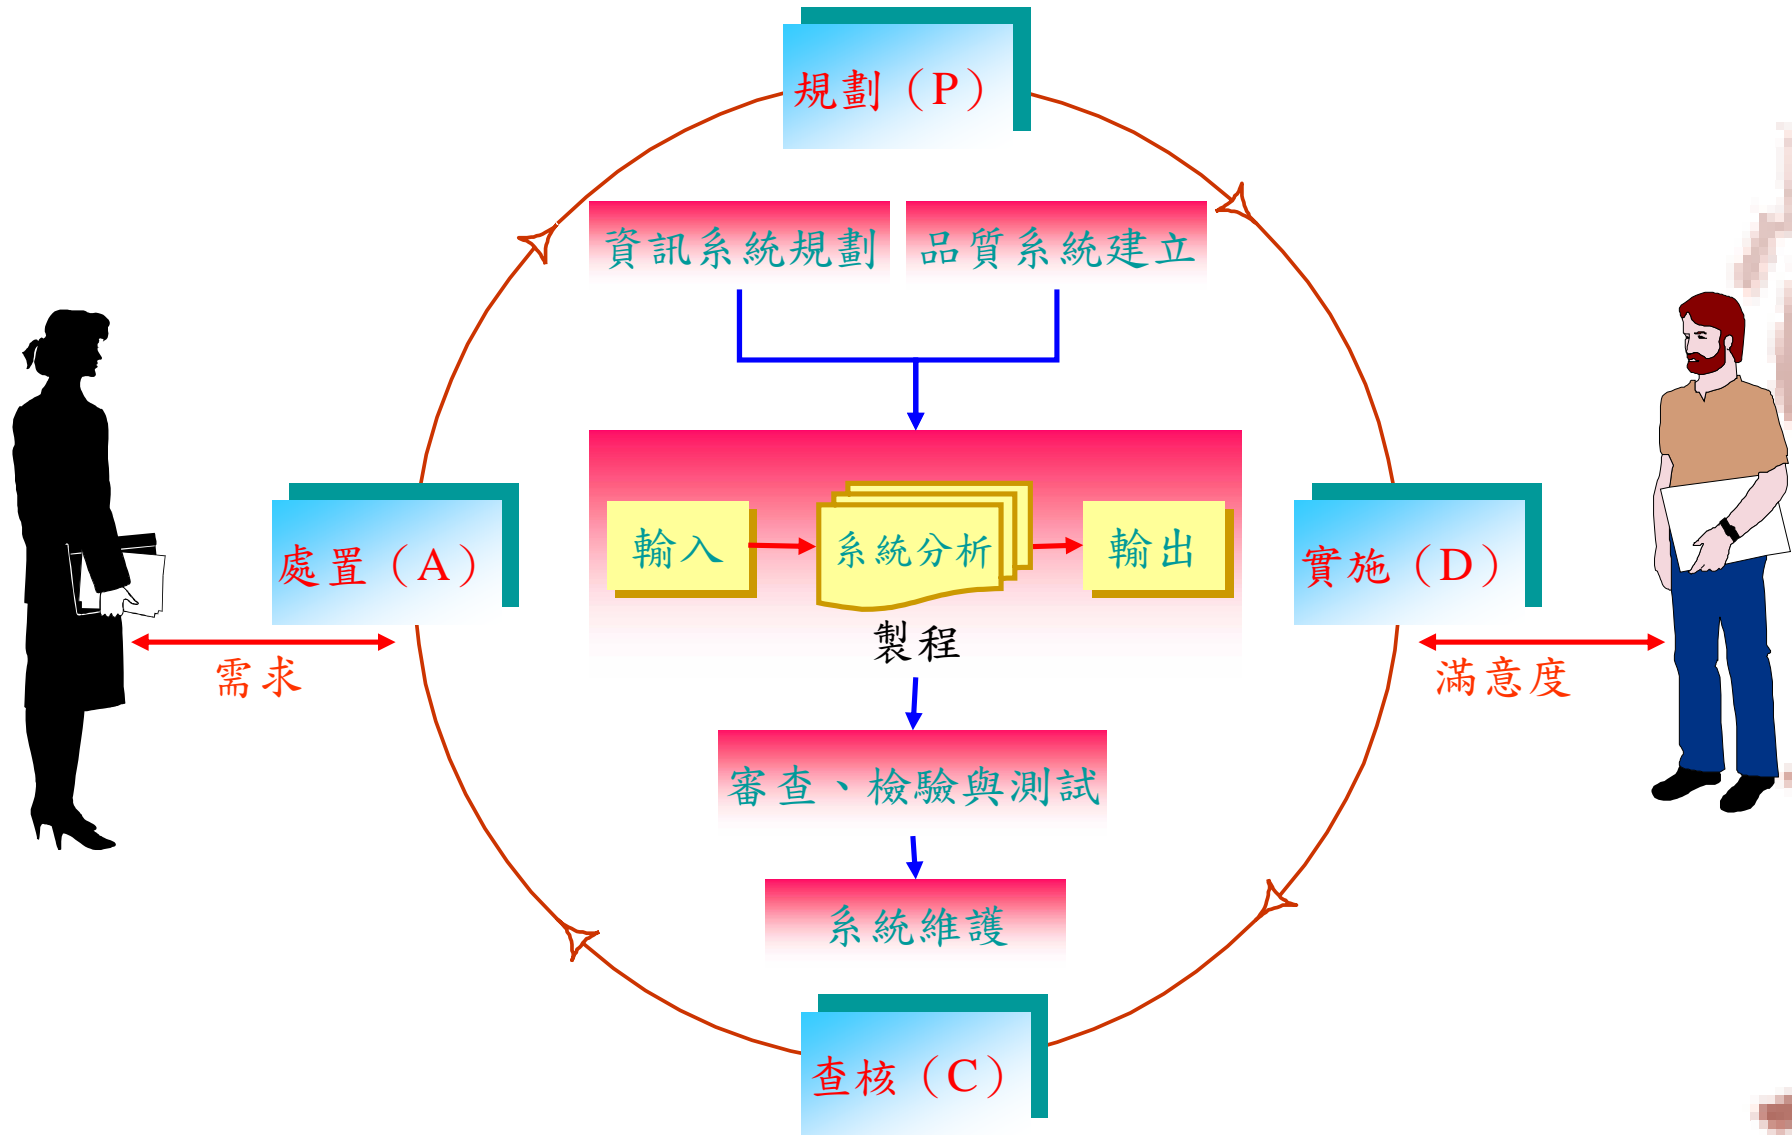 規劃（P）
資訊系統規劃
品質系統建立
輸入
系統分析
輸出
處置（A）
實施（D）
製程
需求
滿意度
審查、檢驗與測試
系統維護
查核（C）